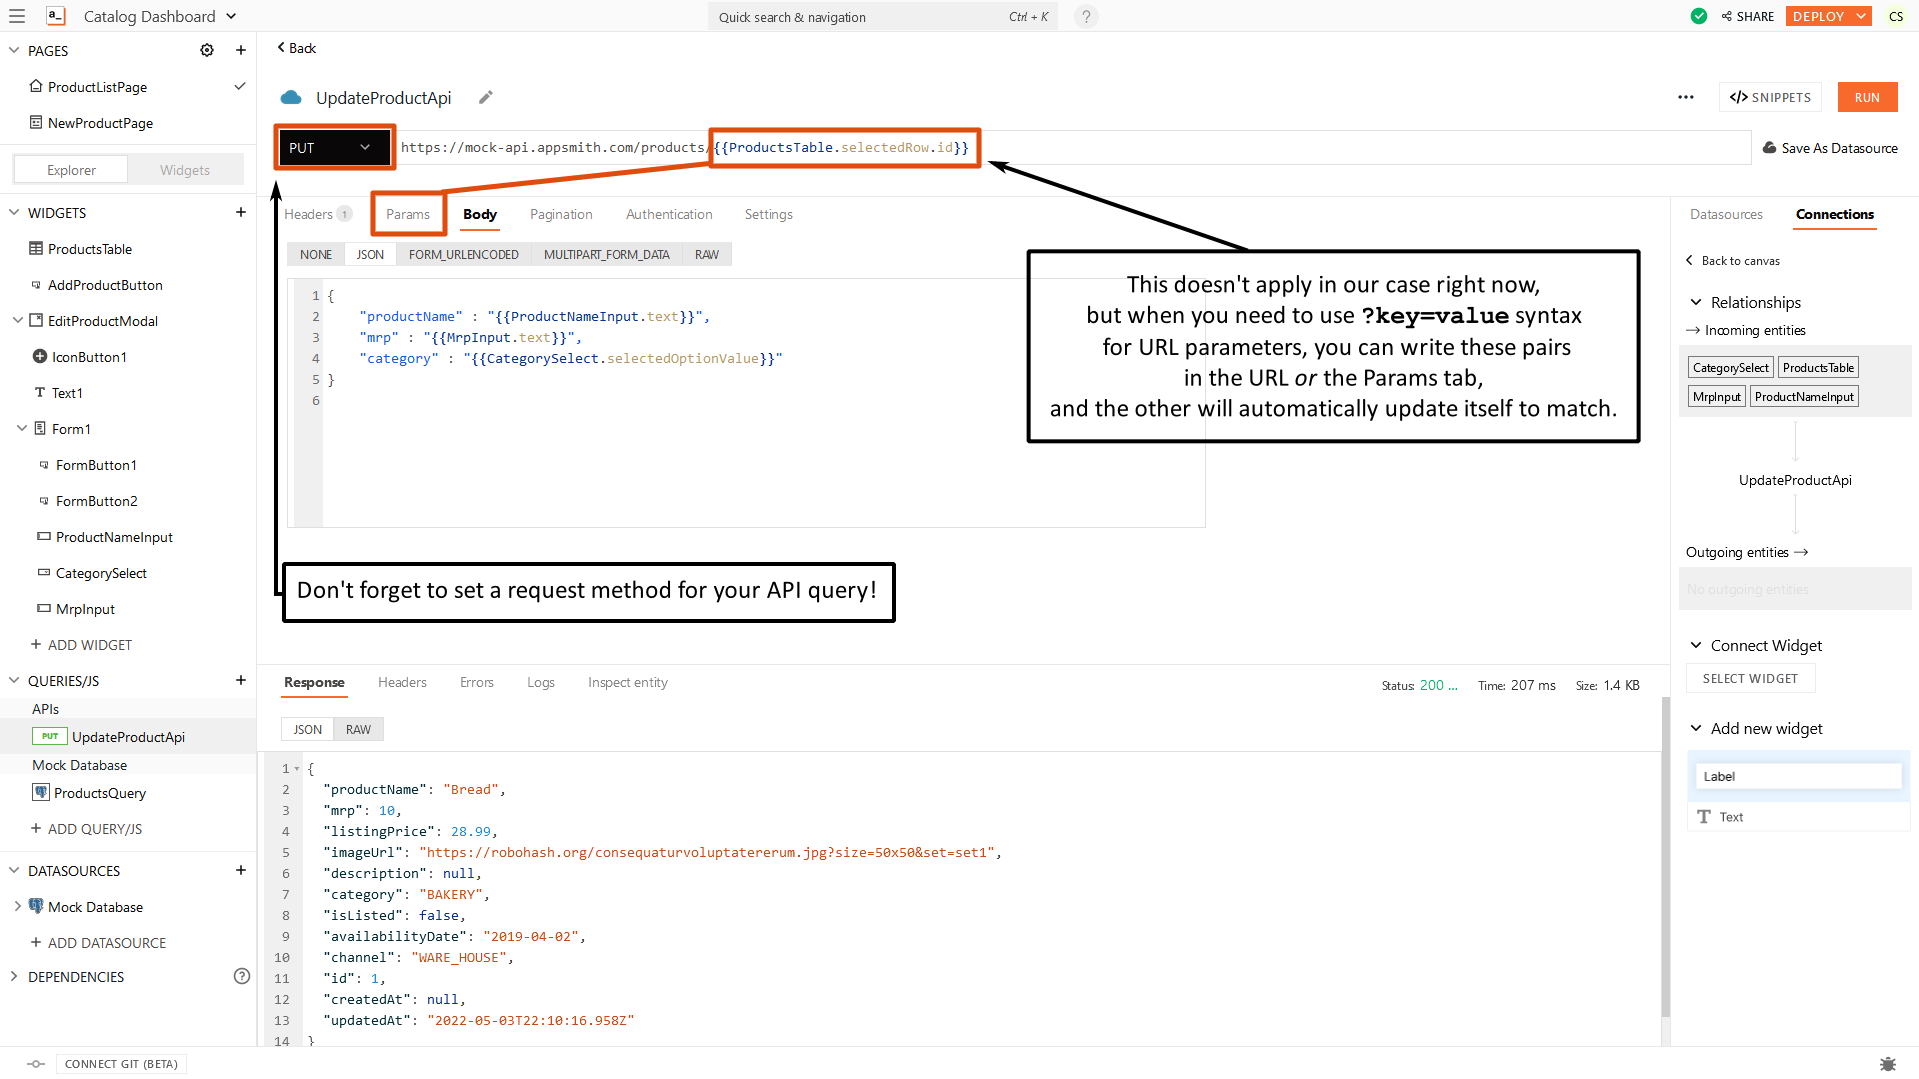 a_ Catalog Dashboard
Quick search & navigation Ctrl + K
?
SHARE
DEPLOY
CS
PAGES
ProductListPage
NewProductPage
Explorer
Widgets
WIDGETS
ProductsTable
AddProductButton
EditProductModal
IconButton1
Text1
Form1
FormButton1
FormButton2
ProductNameInput
CategorySelect
MrpInput
ADD WIDGET
QUERIES/JS
APIs
PUT UpdateProductApi
Mock Database
ProductsQuery
ADD QUERY/JS
DATASOURCES
Mock Database
ADD DATASOURCE
DEPENDENCIES
?
CONNECT GIT (BETA)
Back
UpdateProductApi
</> SNIPPETS
RUN
PUT
https://mock-api.appsmith.com/products/{{ProductsTable.selectedRow.id}}
Save As Datasource
Headers 1
Params
Body
Pagination
Authentication
Settings
NONE
JSON
FORM_URLENCODED
MULTIPART_FORM_DATA
RAW
1 {
2 "productName" : "{{ProductNameInput.text}}",
3 "mrp" : "{{MrpInput.text}}",
4 "category" : "{{CategorySelect.selectedOptionValue}}"
5 }
6
This doesn't apply in our case right now,
but when you need to use ?key=value syntax
for URL parameters, you can write these pairs
in the URL or the Params tab,
and the other will automatically update itself to match.
Don't forget to set a request method for your API query!
Response
Headers
Errors
Logs
Inspect entity
Status: 200 ...
Time: 207 ms
Size: 1.4 KB
JSON
RAW
1 {
2 "productName": "Bread",
3 "mrp": 10,
4 "listingPrice": 28.99,
5 "imageUrl": "https://robohash.org/consequaturvoluptatererum.jpg?size=50x50&set=set1",
6 "description": null,
7 "category": "BAKERY",
8 "isListed": false,
9 "availabilityDate": "2019-04-02",
10 "channel": "WARE_HOUSE",
11 "id": 1,
12 "createdAt": null,
13 "updatedAt": "2022-05-03T22:10:16.958Z"
14 }
Datasources
Connections
Back to canvas
Relationships
Incoming entities
CategorySelect ProductsTable
MrpInput ProductNameInput
UpdateProductApi
Outgoing entities
No outgoing entities
Connect Widget
SELECT WIDGET
Add new widget
Label
T Text